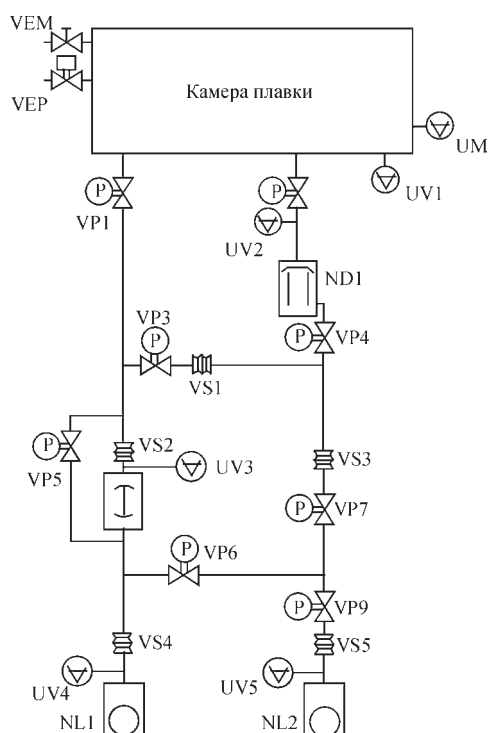 VEM
Камера плавки
VEP
UM
UV1
P
P
VP1
UV2
ND1
VP3
P
P
VP4
VS1
P
VS2
VS3
UV3
VP5
P
VP7
P
VP6
P
VP9
VS4
VS5
UV4
UV5
NL1
NL2